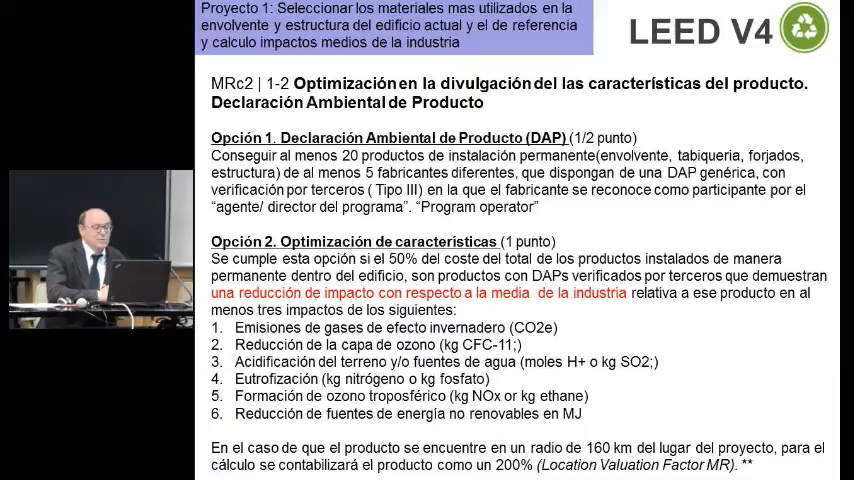 Proyecto 1: Seleccionar los materiales mas utilizados en la
envolvente y estructura del edificio actual y el de referencia
y calculo impactos medios de la industria
LEED V4
MRc2 | 1-2 Optimización en la divulgación del las características del producto.
Declaración Ambiental de Producto
Opción 1. Declaración Ambiental de Producto (DAP) (1/2 punto)
Conseguir al menos 20 productos de instalación permanente(envolvente, tabiqueria, forjados,
estructura) de al menos 5 fabricantes diferentes, que dispongan de una DAP genérica, con
verificación por terceros ( Tipo III) en la que el fabricante se reconoce como participante por el
“agente/ director del programa”. “Program operator”
Opción 2. Optimización de características (1 punto)
Se cumple esta opción si el 50% del coste del total de los productos instalados de manera
permanente dentro del edificio, son productos con DAPs verificados por terceros que demuestran
una reducción de impacto con respecto a la media de la industria relativa a ese producto en al
menos tres impactos de los siguientes:
1. Emisiones de gases de efecto invernadero (CO2e)
2. Reducción de la capa de ozono (kg CFC-11;)
3. Acidificación del terreno y/o fuentes de agua (moles H+ o kg SO2;)
4. Eutrofização (kg nitrógeno o kg fosfato)
5. Formación de ozono troposférico (kg NOx or kg ethane)
6. Reducción de fuentes de energía no renovables en MJ
En el caso de que el producto se encuentre en un radio de 160 km del lugar del proyecto, para el
cálculo se contabilizará el producto como un 200% (Location Valuation Factor MR). **